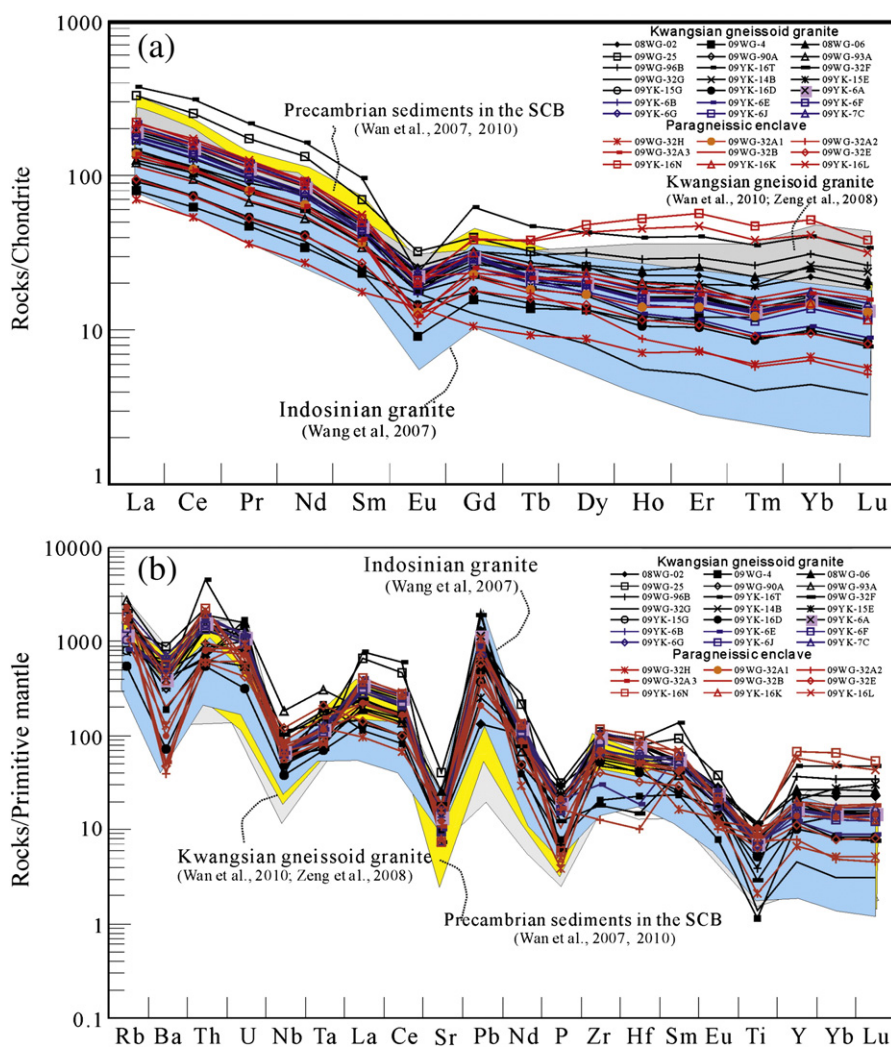 1000
(a)
Kwangsian gneissoid granite
08WG-02 09WG-4 08WG-06
09WG-25 09WG-90A 09WG-93A
09WG-96B 09YK-16T 09WG-32F
09WG-32G 09YK-14B 09YK-15E
09YK-15G 09YK-16D 09YK-6A
09YK-6B 09YK-6E 09YK-6F
09YK-6G 09YK-6J 09YK-7C
Paragneissic enclave
09WG-32H 09WG-32A1 09WG-32A2
09WG-32A3 09WG-32B 09WG-32E
09YK-16N 09YK-16K 09YK-16L
Precambrian sediments in the SCB
(Wan et al., 2007, 2010)
Kwangsian gneisoid granite
(Wan et al., 2010; Zeng et al., 2008)
100
Rocks/Chondrite
10
Indosinian granite
(Wang et al, 2007)
1
La Ce Pr Nd Sm Eu Gd Tb Dy Ho Er Tm Yb Lu
10000
(b)
Indosinian granite
(Wang et al, 2007)
Kwangsian gneissoid granite
08WG-02 09WG-4 08WG-06
09WG-25 09WG-90A 09WG-93A
09WG-96B 09YK-16T 09WG-32F
09WG-32G 09YK-14B 09YK-15E
09YK-15G 09YK-16D 09YK-6A
09YK-6B 09YK-6E 09YK-6F
09YK-6G 09YK-6J 09YK-7C
Paragneissic enclave
09WG-32H 09WG-32A1 09WG-32A2
09WG-32A3 09WG-32B 09WG-32E
09YK-16N 09YK-16K 09YK-16L
1000
100
Rocks/Primitive mantle
10
Kwangsian gneissoid granite
(Wan et al., 2010; Zeng et al., 2008)
Precambrian sediments in the SCB
(Wan et al., 2007, 2010)
1
0.1
Rb Ba Th U Nb Ta La Ce Sr Pb Nd P Zr Hf Sm Eu Ti Y Yb Lu